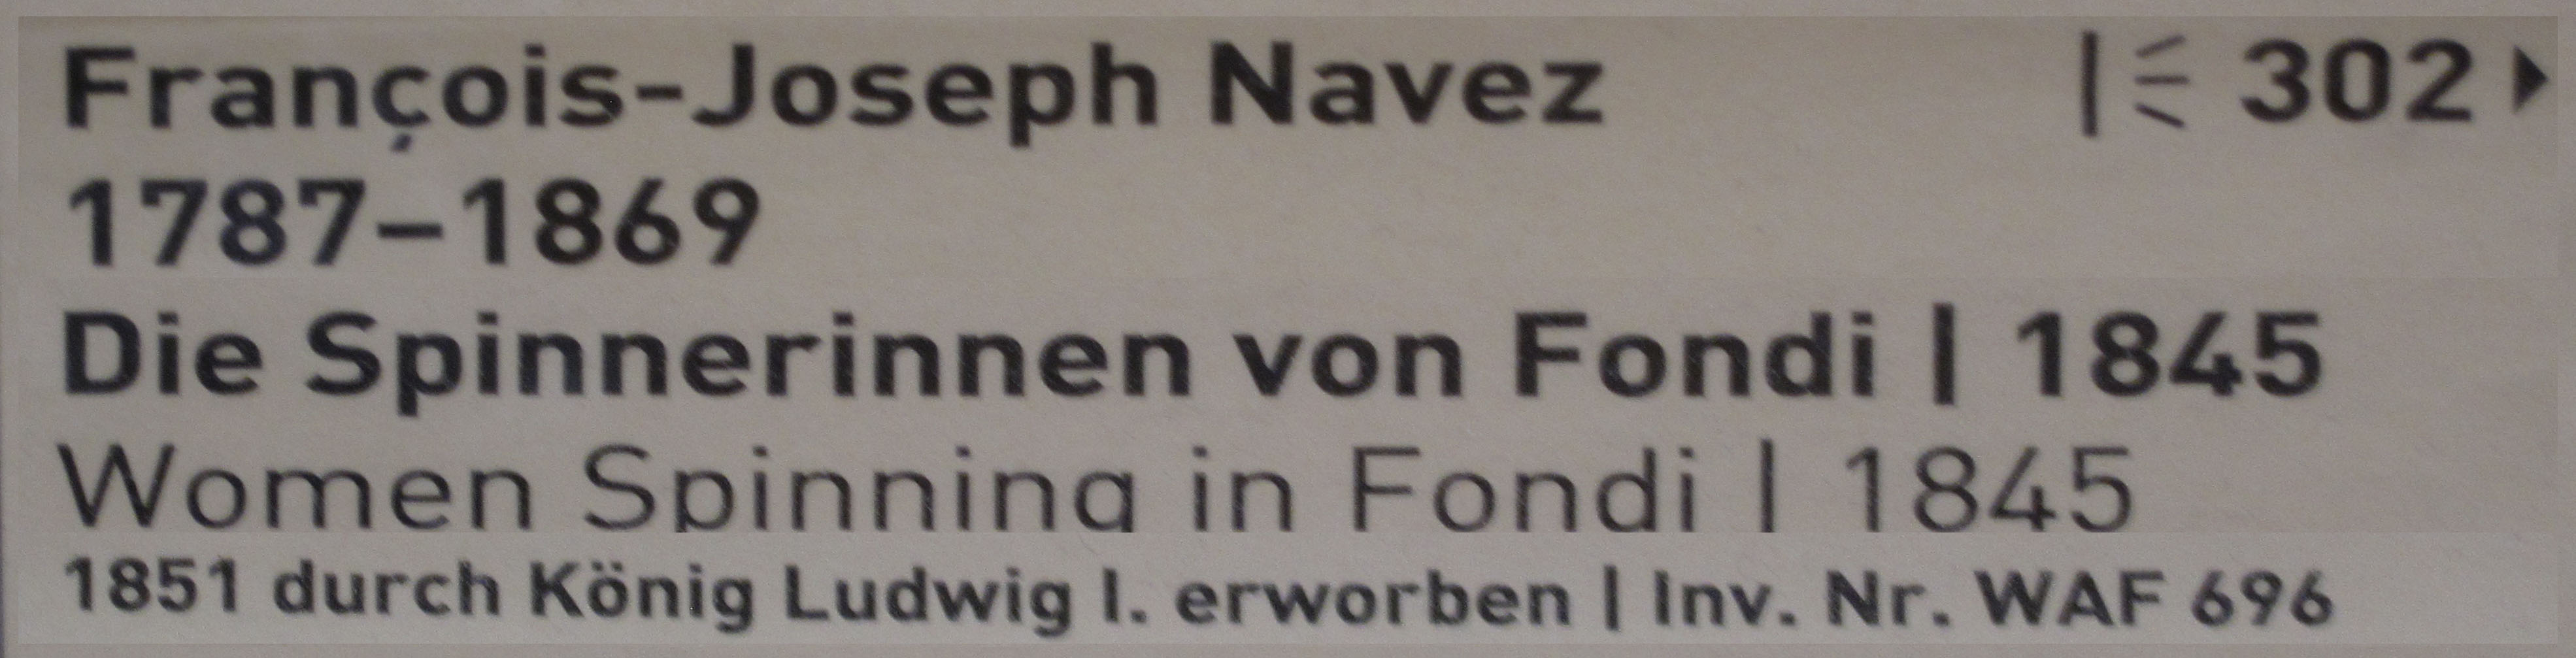 François-Joseph Navez 302
1787–1869
Die Spinnerinnen von Fondi | 1845
Women Spinning in Fondi | 1845
1851 durch König Ludwig I. erworben | Inv. Nr. WAF 696